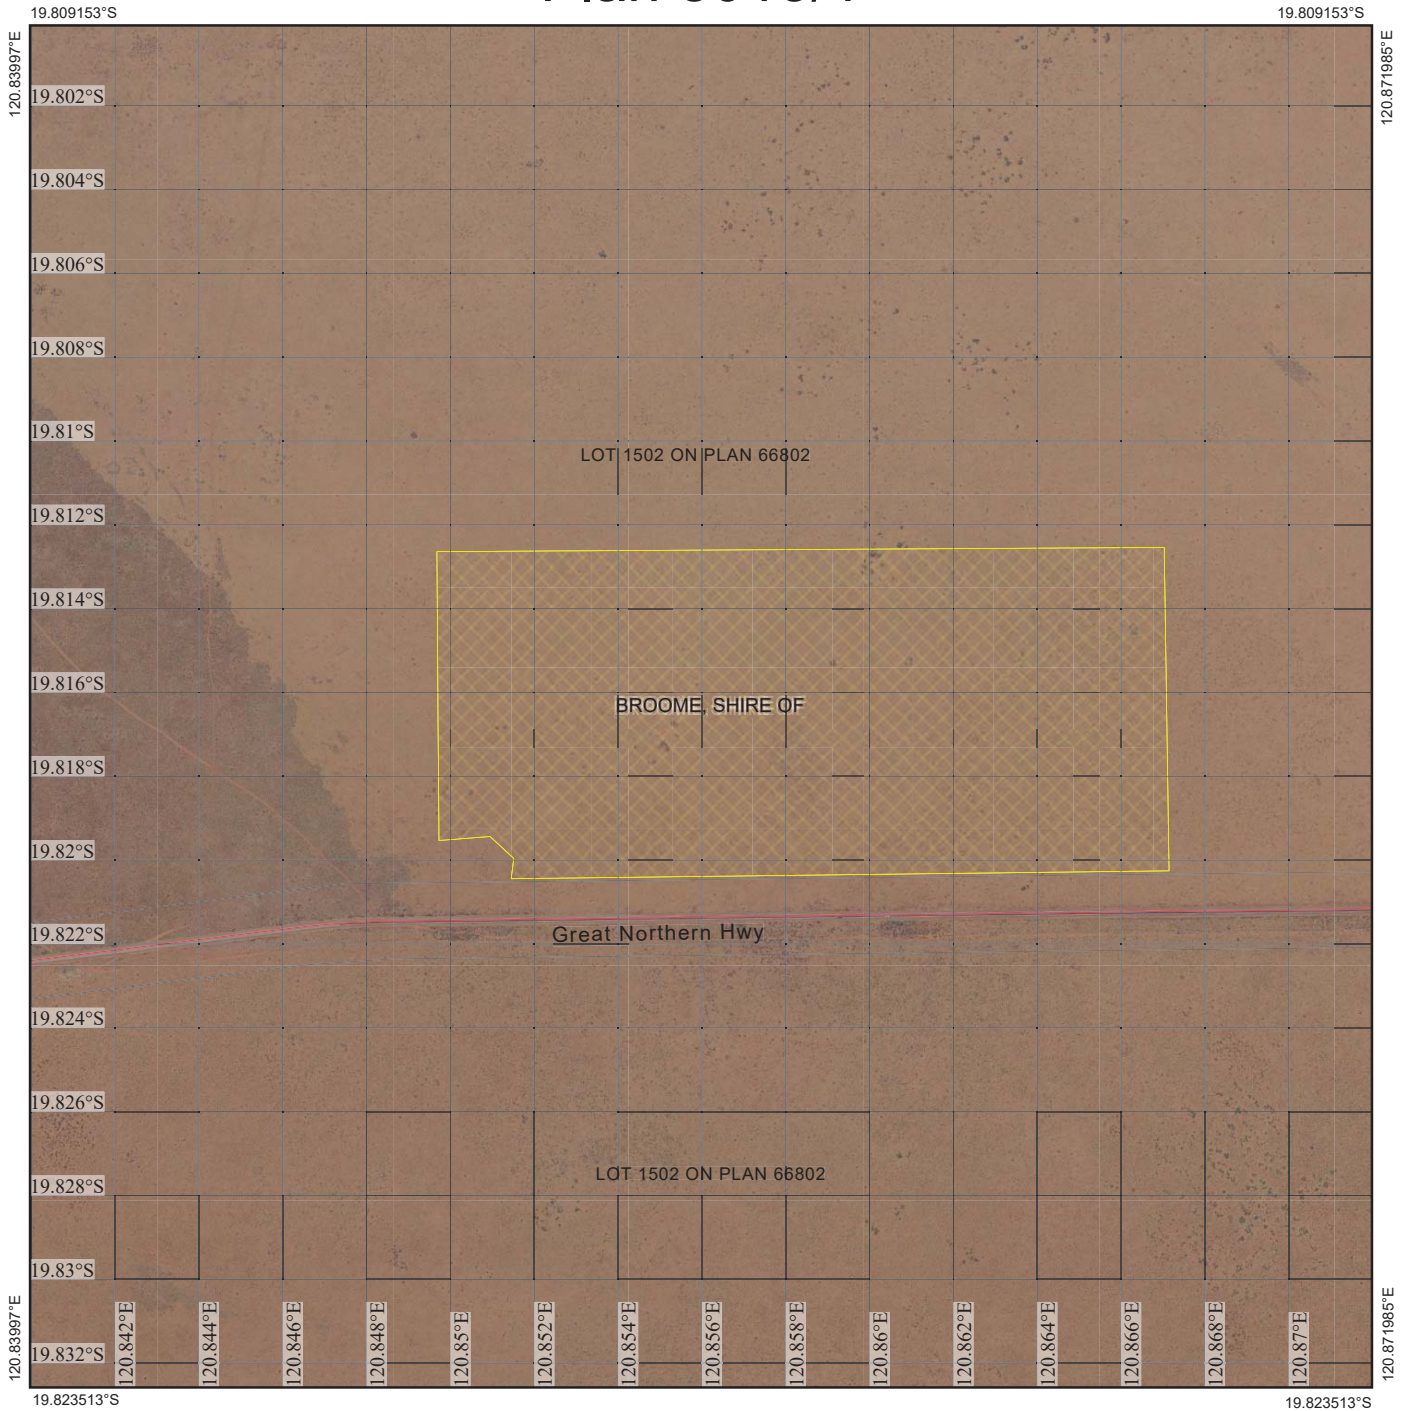 19.809153°S
19.809153°S
120.83997°E
120.871985°E
19.802°S
19.804°S
19.806°S
19.808°S
19.81°S
LOT 1502 ON PLAN 66802
19.812°S
19.814°S
19.816°S
BROOME, SHIRE OF
19.818°S
19.82°S
19.822°S
Great Northern Hwy
19.824°S
19.826°S
LOT 1502 ON PLAN 66802
19.828°S
19.83°S
19.832°S
120.83997°E
120.842°E
120.844°E
120.846°E
120.848°E
120.85°E
120.852°E
120.854°E
120.856°E
120.858°E
120.86°E
120.862°E
120.864°E
120.866°E
120.868°E
120.87°E
120.871985°E
19.823513°S
19.823513°S